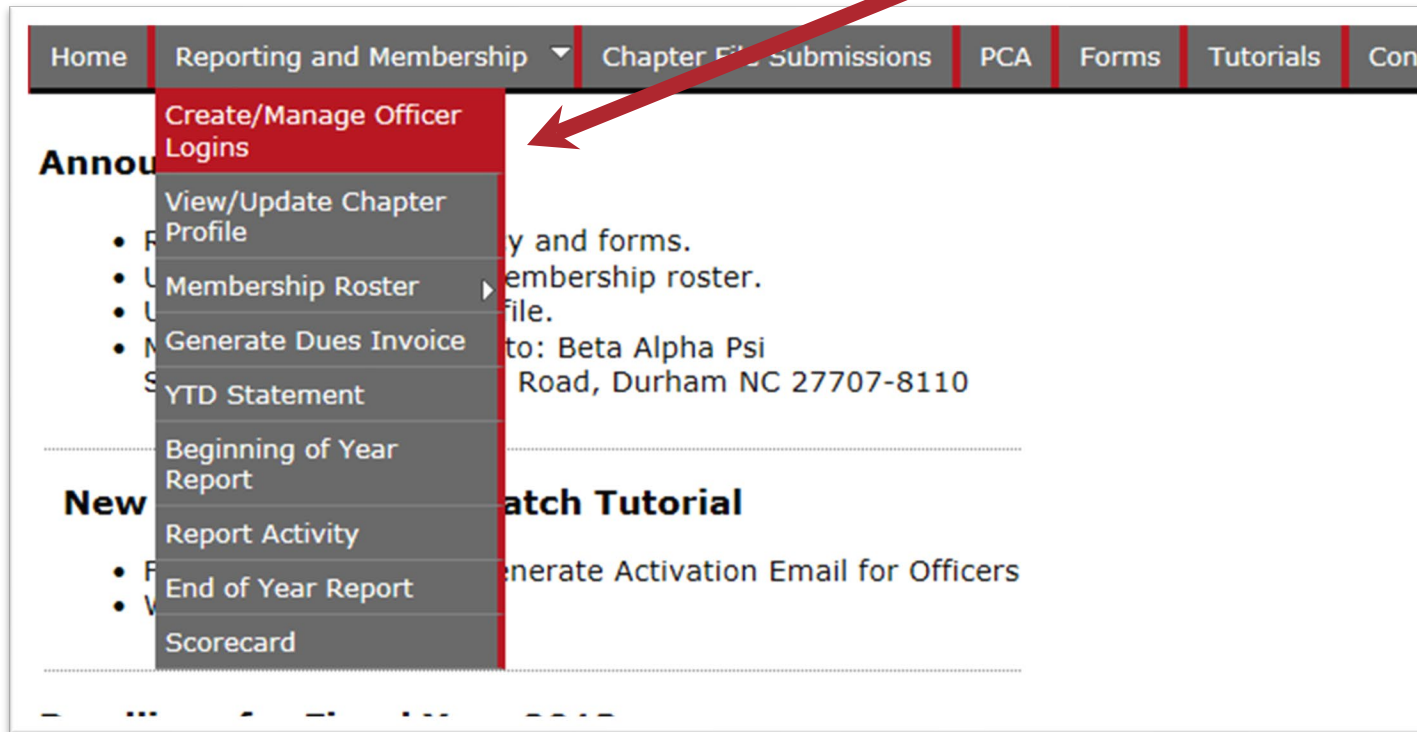 Home Reporting and Membership Chapter File Submissions PCA Forms Tutorials Con
Create/Manage Officer
Logins
View/Update Chapter
Profile
Membership Roster
Generate Dues Invoice
YTD Statement
Beginning of Year
Report
Report Activity
End of Year Report
Scorecard
Annou
y and forms.
embership roster.
file.
to: Beta Alpha Psi
Road, Durham NC 27707-8110
New atch Tutorial
enerate Activation Email for Officers